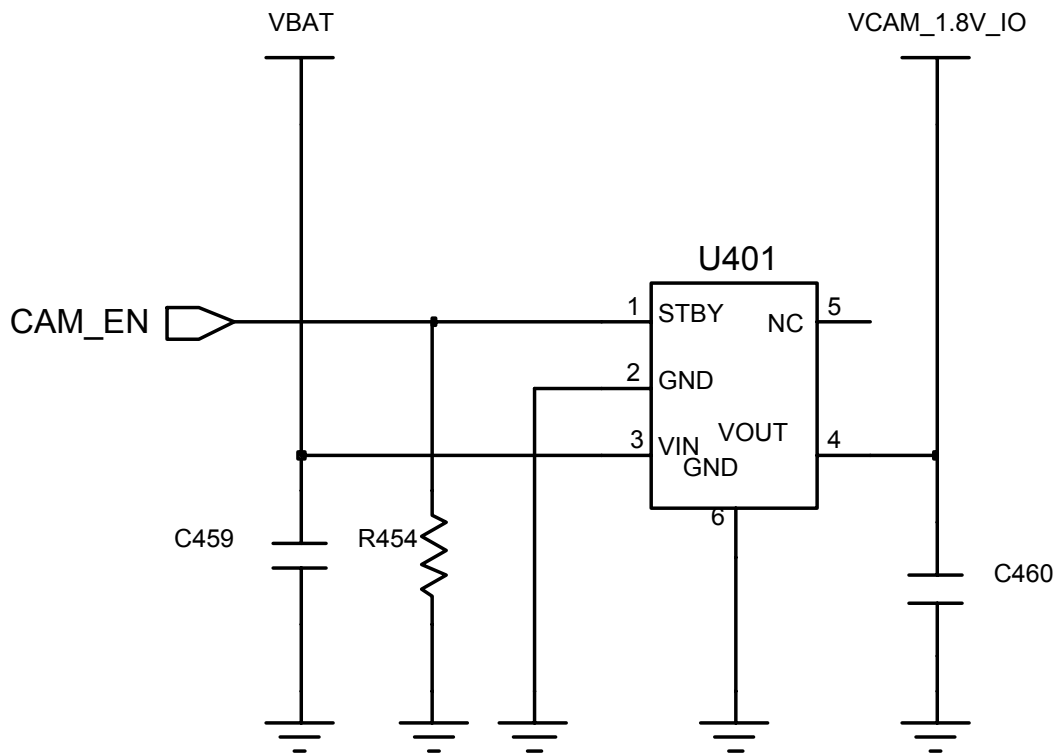 VBAT
VCAM_1.8V_IO
U401
CAM_EN
1
STBY
NC
5
2
GND
3
VIN
VOUT
4
GND
6
C459
R454
C460